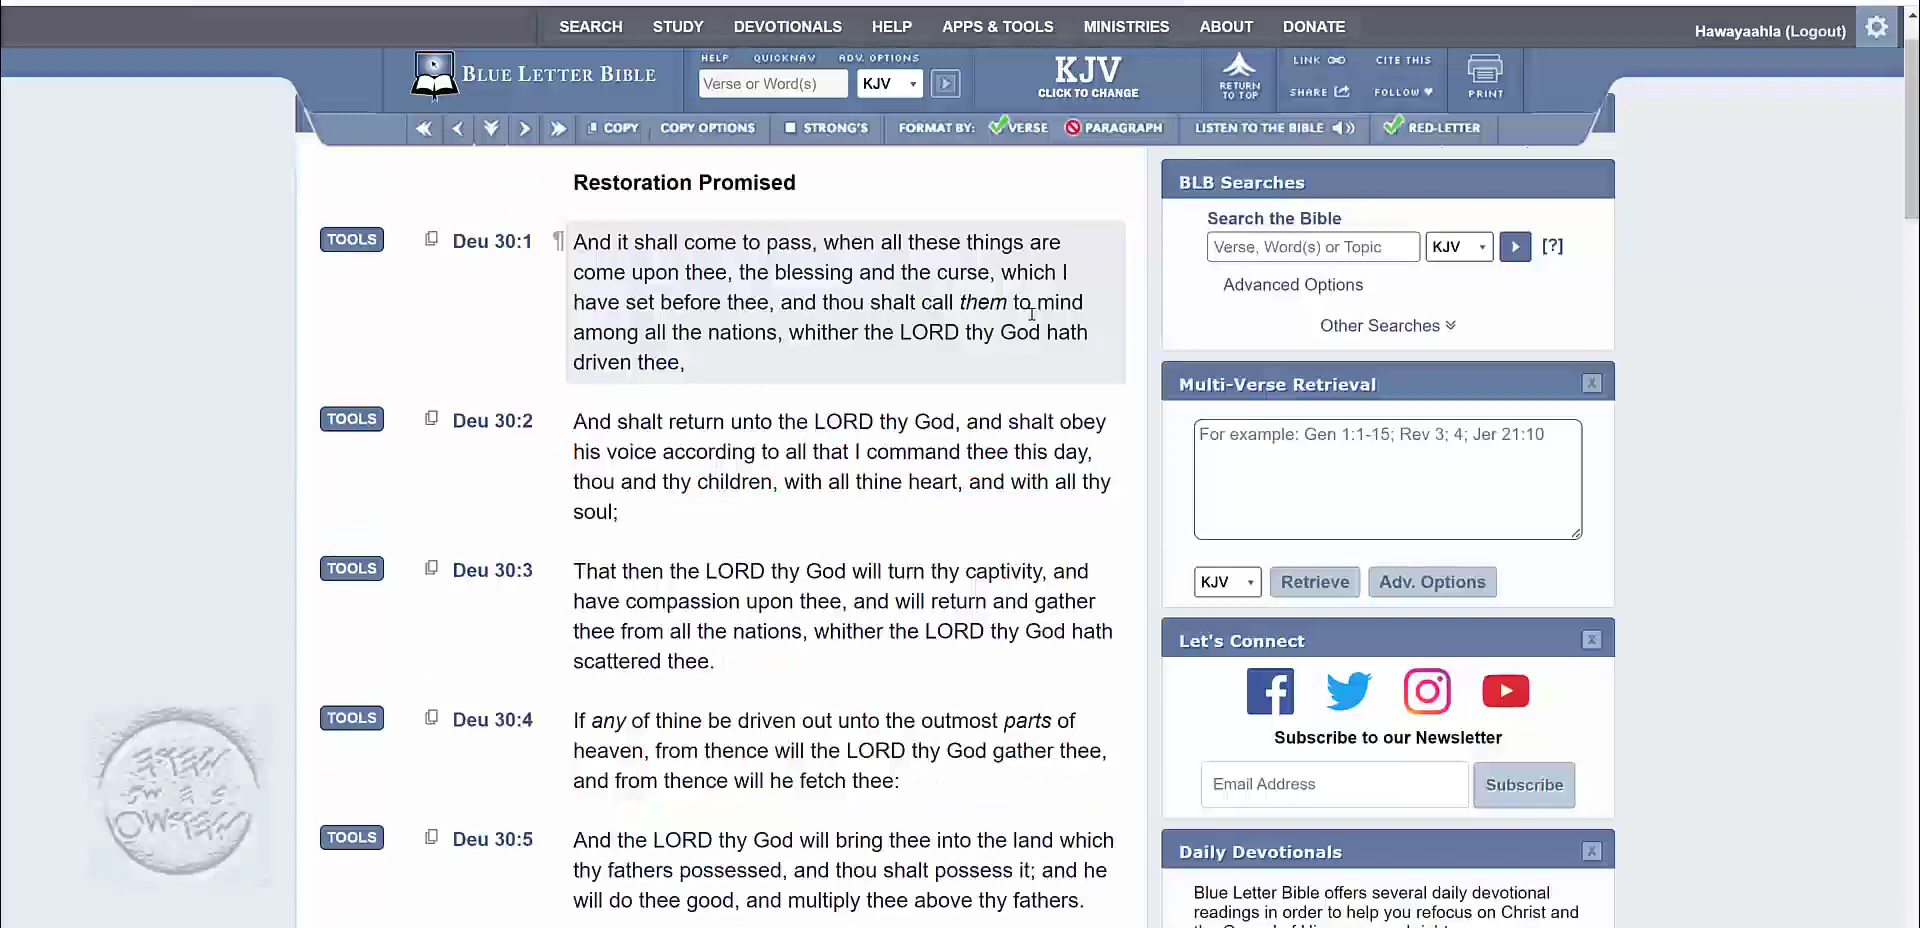 SEARCH STUDY DEVOTIONALS HELP APPS & TOOLS MINISTRIES ABOUT DONATE
Hawayaahla (Logout)
BLUE LETTER BIBLE
HELP QUICKNAV ADV. OPTIONS
Verse or Word(s) KJV
KJV
CLICK TO CHANGE
RETURN
TO TOP
LINK CITE THIS
SHARE FOLLOW
PRINT
COPY COPY OPTIONS STRONG'S FORMAT BY: VERSE PARAGRAPH LISTEN TO THE BIBLE RED-LETTER
Restoration Promised
TOOLS Deu 30:1 ¶ And it shall come to pass, when all these things are
come upon thee, the blessing and the curse, which I
have set before thee, and thou shalt call them to mind
among all the nations, whither the LORD thy God hath
driven thee,
TOOLS Deu 30:2 And shalt return unto the LORD thy God, and shalt obey
his voice according to all that I command thee this day,
thou and thy children, with all thine heart, and with all thy
soul;
TOOLS Deu 30:3 That then the LORD thy God will turn thy captivity, and
have compassion upon thee, and will return and gather
thee from all the nations, whither the LORD thy God hath
scattered thee.
TOOLS Deu 30:4 If any of thine be driven out unto the outmost parts of
heaven, from thence will the LORD thy God gather thee,
and from thence will he fetch thee:
TOOLS Deu 30:5 And the LORD thy God will bring thee into the land which
thy fathers possessed, and thou shalt possess it; and he
will do thee good, and multiply thee above thy fathers.
BLB Searches
Search the Bible
Verse, Word(s) or Topic KJV [?]
Advanced Options
Other Searches
Multi-Verse Retrieval X
For example: Gen 1:1-15; Rev 3; 4; Jer 21:10
KJV Retrieve Adv. Options
Let's Connect X
Subscribe to our Newsletter
Email Address Subscribe
Daily Devotionals X
Blue Letter Bible offers several daily devotional
readings in order to help you refocus on Christ and